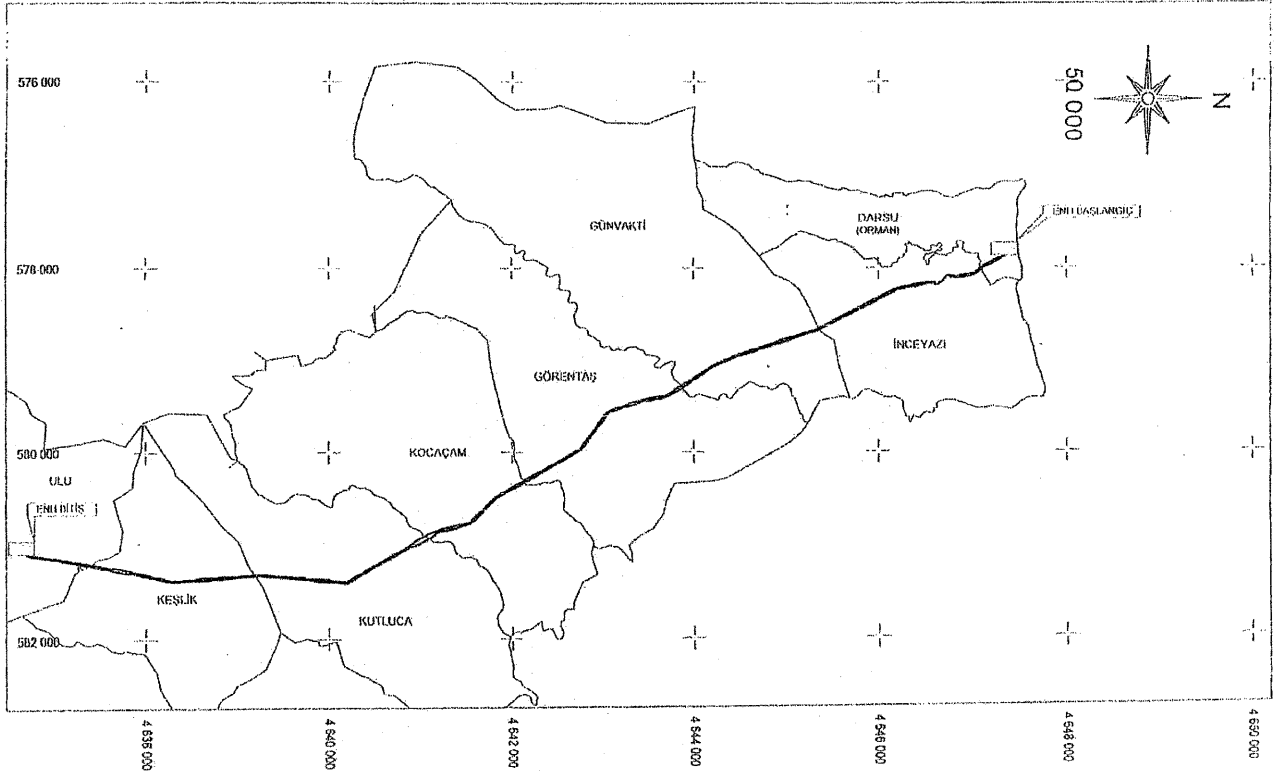 576 000
50 000
N
GÜNVAKTİ
DARSU
(ORMAN)
ENH BAŞLANGIÇ
578 000
İNCEYAZI
GÖRENTAŞ
580 000
KOCAÇAM
ULU
ENH BİTİŞ
KEŞLİK
KUTLUCA
582 000
4 638 000
4 640 000
4 642 000
4 644 000
4 646 000
4 648 000
4 650 000